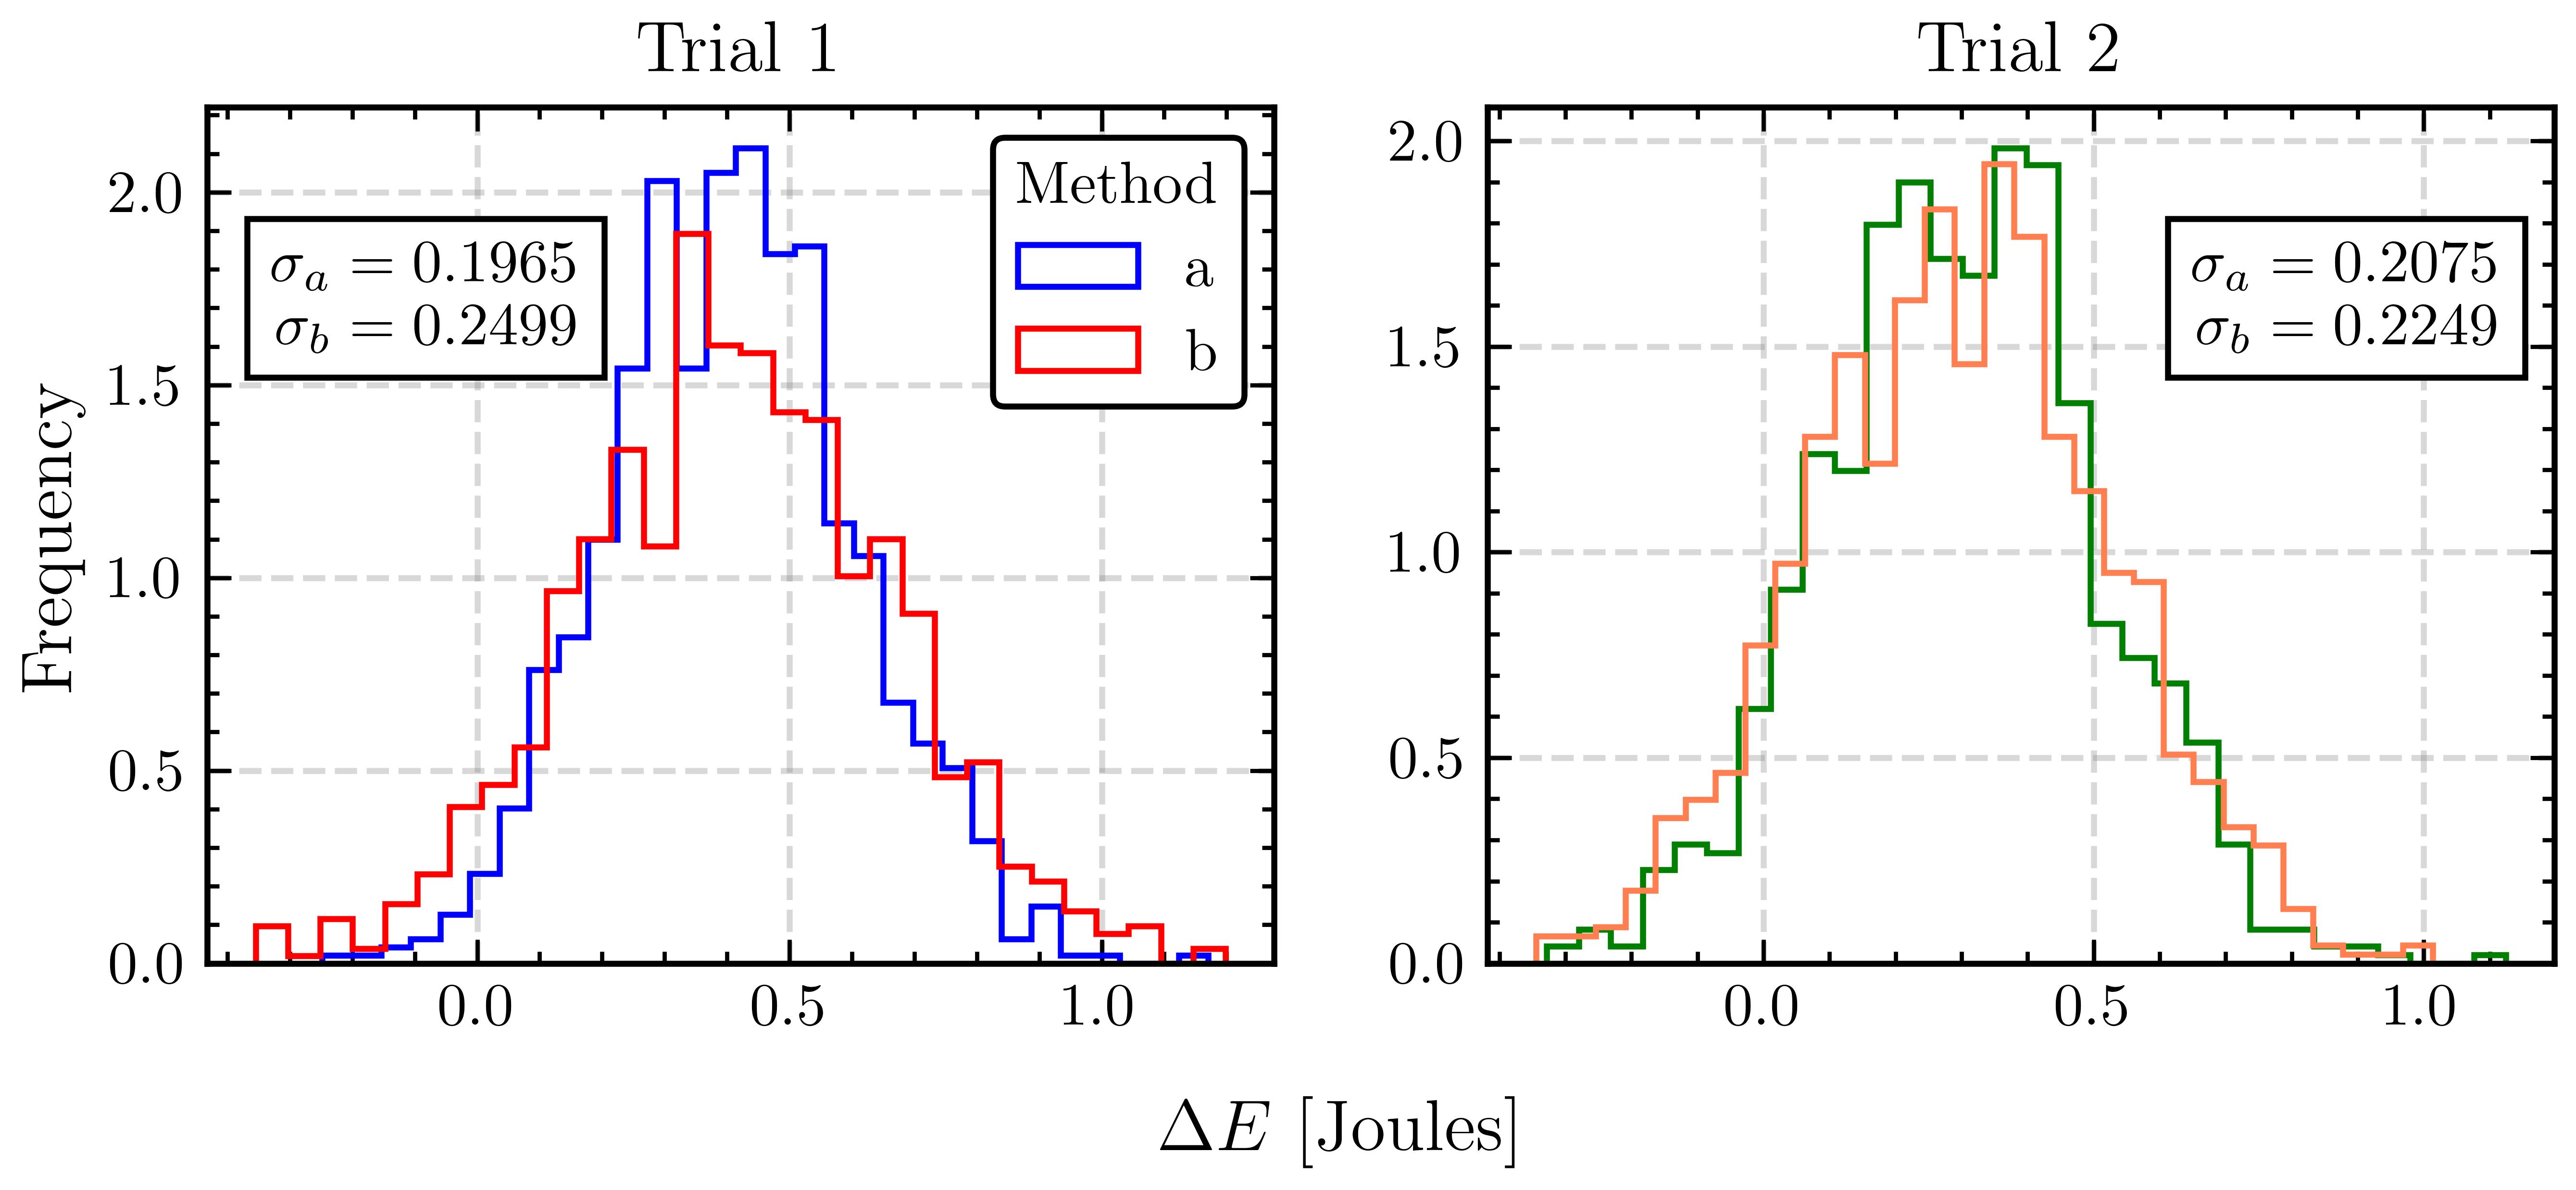 Trial 1
Trial 2
Frequency
2.0
1.5
1.0
0.5
0.0
σ_a = 0.1965
σ_b = 0.2499
Method
a
b
0.0 0.5 1.0
2.0
1.5
1.0
0.5
0.0
σ_a = 0.2075
σ_b = 0.2249
0.0 0.5 1.0
ΔE [Joules]